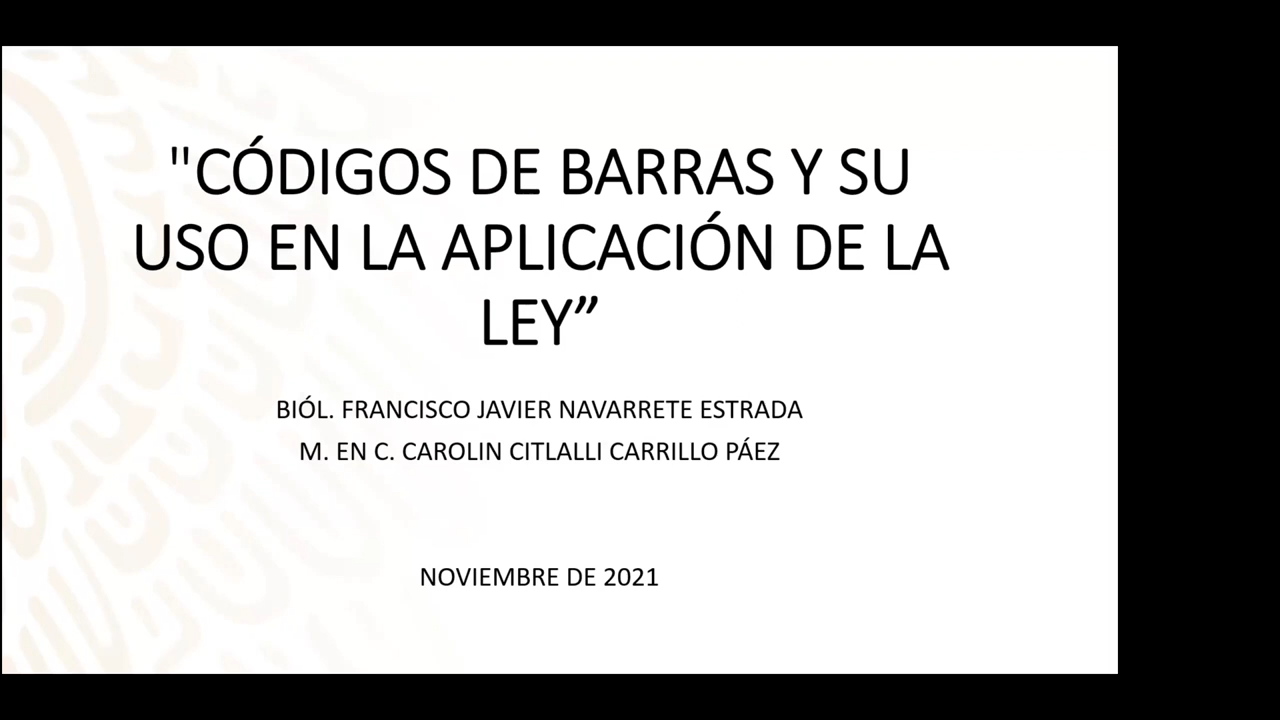 "CÓDIGOS DE BARRAS Y SU
USO EN LA APLICACIÓN DE LA
LEY”
BIÓL. FRANCISCO JAVIER NAVARRETE ESTRADA
M. EN C. CAROLIN CITLALLI CARRILLO PÁEZ
NOVIEMBRE DE 2021